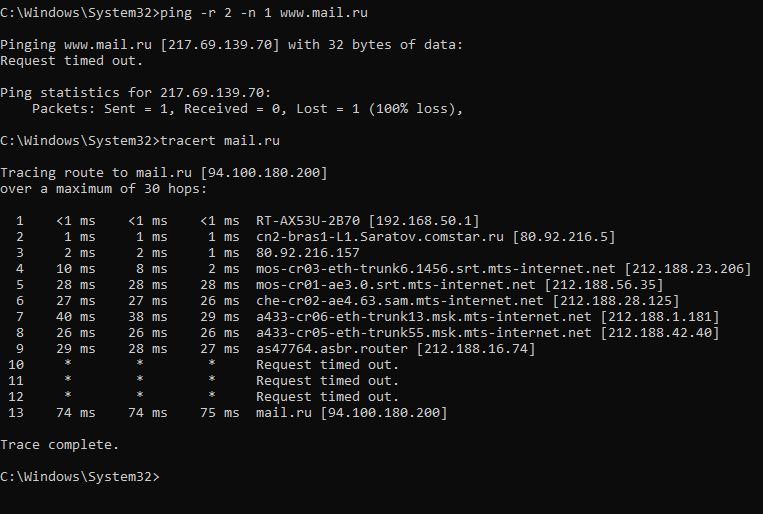 C:\Windows\System32>ping -r 2 -n 1 www.mail.ru
Pinging www.mail.ru [217.69.139.70] with 32 bytes of data:
Request timed out.
Ping statistics for 217.69.139.70:
    Packets: Sent = 1, Received = 0, Lost = 1 (100% loss),
C:\Windows\System32>tracert mail.ru
Tracing route to mail.ru [94.100.180.200]
over a maximum of 30 hops:
  1    <1 ms    <1 ms    <1 ms  RT-AX53U-2B70 [192.168.50.1]
  2     1 ms     1 ms     1 ms  cn2-bras1-L1.Saratov.comstar.ru [80.92.216.5]
  3     2 ms     2 ms     1 ms  80.92.216.157
  4    10 ms     8 ms     2 ms  mos-cr03-eth-trunk6.1456.srt.mts-internet.net [212.188.23.206]
  5    28 ms    28 ms    28 ms  mos-cr01-ae3.0.srt.mts-internet.net [212.188.56.35]
  6    27 ms    27 ms    26 ms  che-cr02-ae4.63.sam.mts-internet.net [212.188.28.125]
  7    40 ms    38 ms    29 ms  a433-cr06-eth-trunk13.msk.mts-internet.net [212.188.1.181]
  8    26 ms    26 ms    26 ms  a433-cr05-eth-trunk55.msk.mts-internet.net [212.188.42.40]
  9    29 ms    28 ms    27 ms  as47764.asbr.router [212.188.16.74]
 10     *        *        *     Request timed out.
 11     *        *        *     Request timed out.
 12     *        *        *     Request timed out.
 13    74 ms    74 ms    75 ms  mail.ru [94.100.180.200]
Trace complete.
C:\Windows\System32>